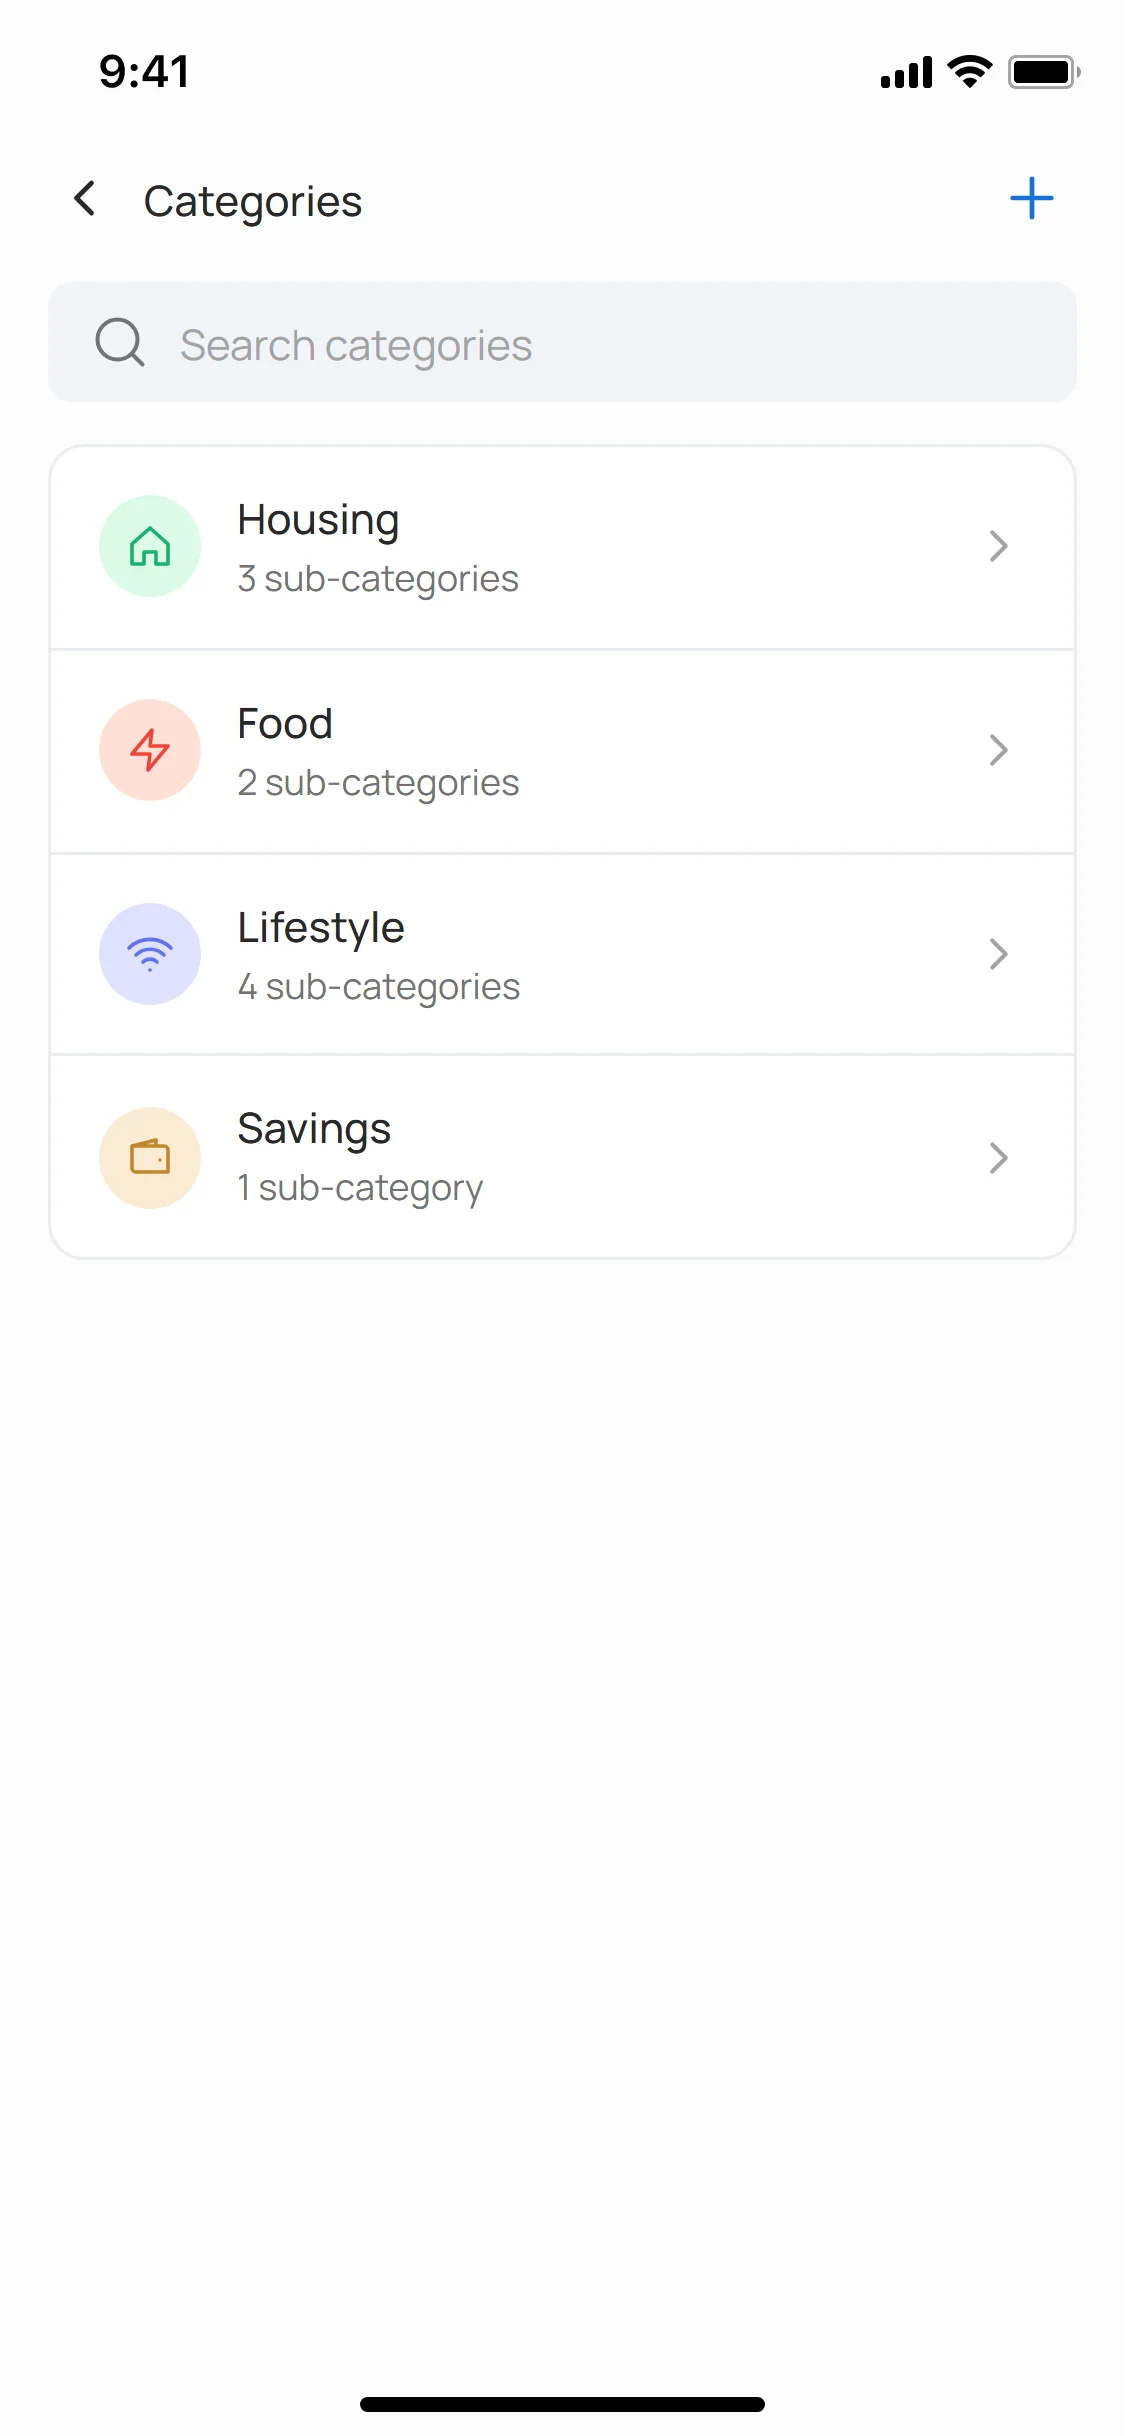 9:41
Categories
Search categories
Housing
3 sub-categories
Food
2 sub-categories
Lifestyle
4 sub-categories
Savings
1 sub-category